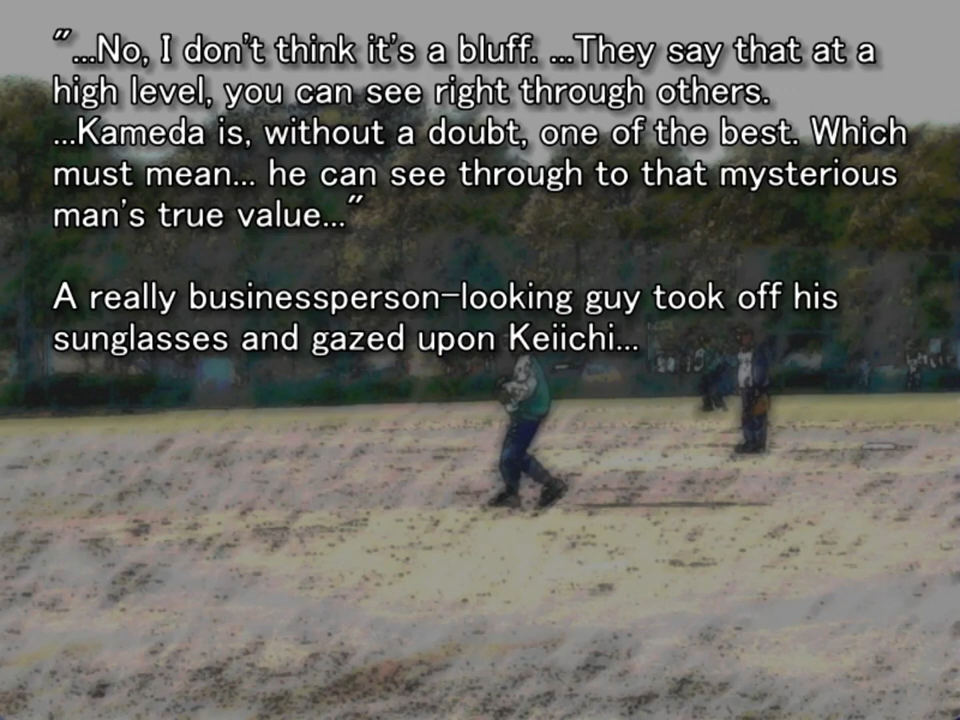 "...No, I don't think it's a bluff. ...They say that at a
high level, you can see right through others.
...Kameda is, without a doubt, one of the best. Which
must mean... he can see through to that mysterious
man's true value..."
A really businessperson-looking guy took off his
sunglasses and gazed upon Keiichi...